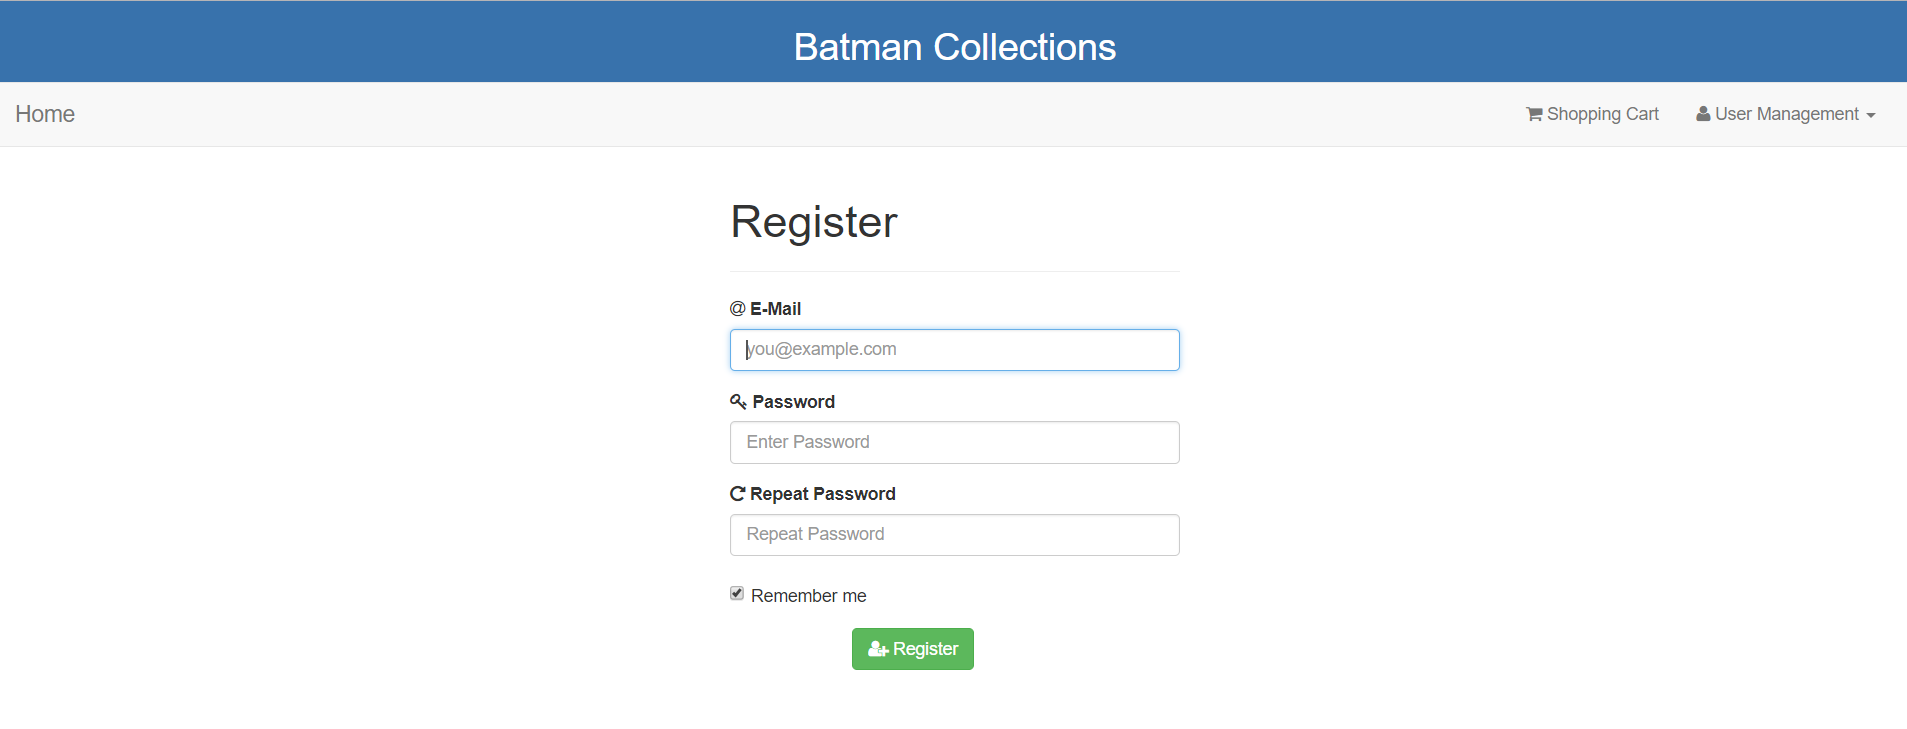 Batman Collections
Home Shopping Cart User Management
Register
@ E-Mail
you@example.com
Password
Enter Password
Repeat Password
Repeat Password
Remember me
Register